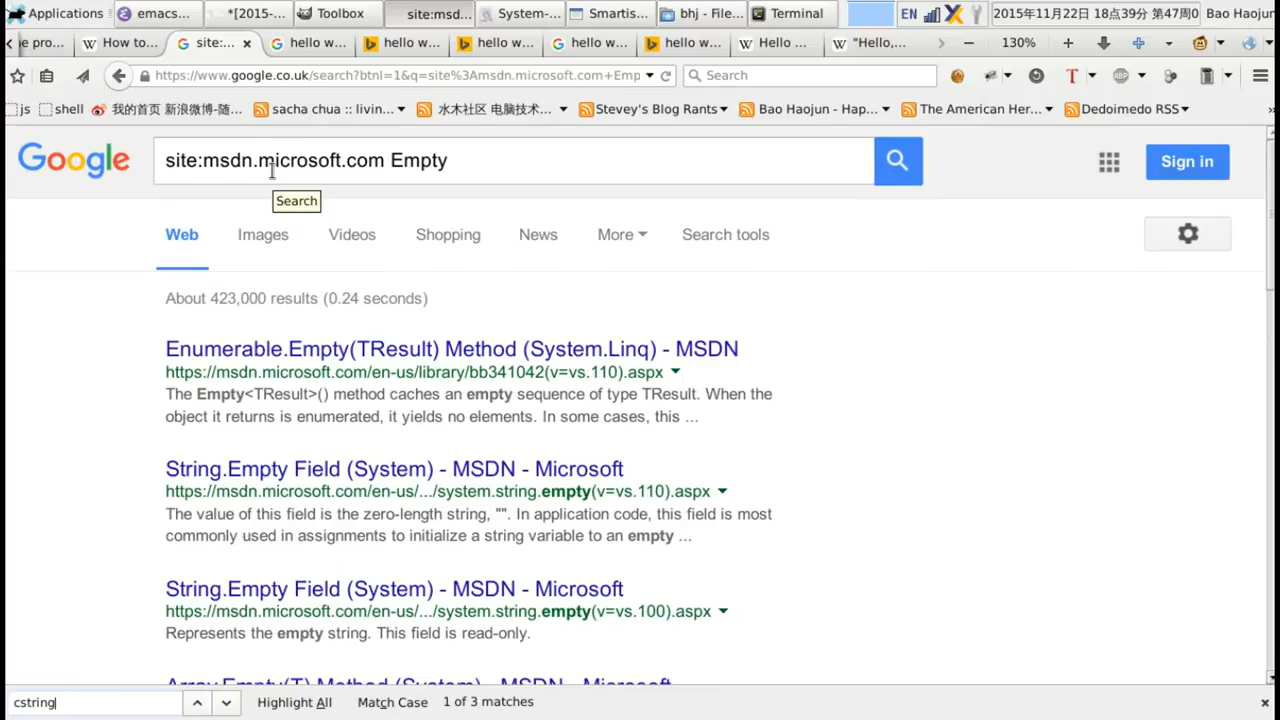 Applications emacs... *[2015-... Toolbox site:msd... System-... Smartis... bhj - File... Terminal EN 2015年11月22日 18点39分 第47周0 Bao Haojun
e pro... How to... site:... × hello w... hello w... hello w... hello w... hello w... Hello ... "Hello,... 130%
https://www.google.co.uk/search?btnI=1&q=site%3Amsdn.microsoft.com+Emp Search T ABP
js shell 我的首页 新浪微博-随... sacha chua :: livin... 水木社区 电脑技术... Stevey's Blog Rants Bao Haojun - Hap... The American Her... Dedoimedo RSS
Google site:msdn.microsoft.com Empty Sign in
Search
Web Images Videos Shopping News More Search tools
About 423,000 results (0.24 seconds)
Enumerable.Empty(TResult) Method (System.Linq) - MSDN
https://msdn.microsoft.com/en-us/library/bb341042(v=vs.110).aspx
The Empty<TResult>() method caches an empty sequence of type TResult. When the
object it returns is enumerated, it yields no elements. In some cases, this ...
String.Empty Field (System) - MSDN - Microsoft
https://msdn.microsoft.com/en-us/.../system.string.empty(v=vs.110).aspx
The value of this field is the zero-length string, "". In application code, this field is most
commonly used in assignments to initialize a string variable to an empty ...
String.Empty Field (System) - MSDN - Microsoft
https://msdn.microsoft.com/en-us/.../system.string.empty(v=vs.100).aspx
Represents the empty string. This field is read-only.
Array.Empty(T) Method (System) - MSDN - Microsoft
cstring Highlight All Match Case 1 of 3 matches